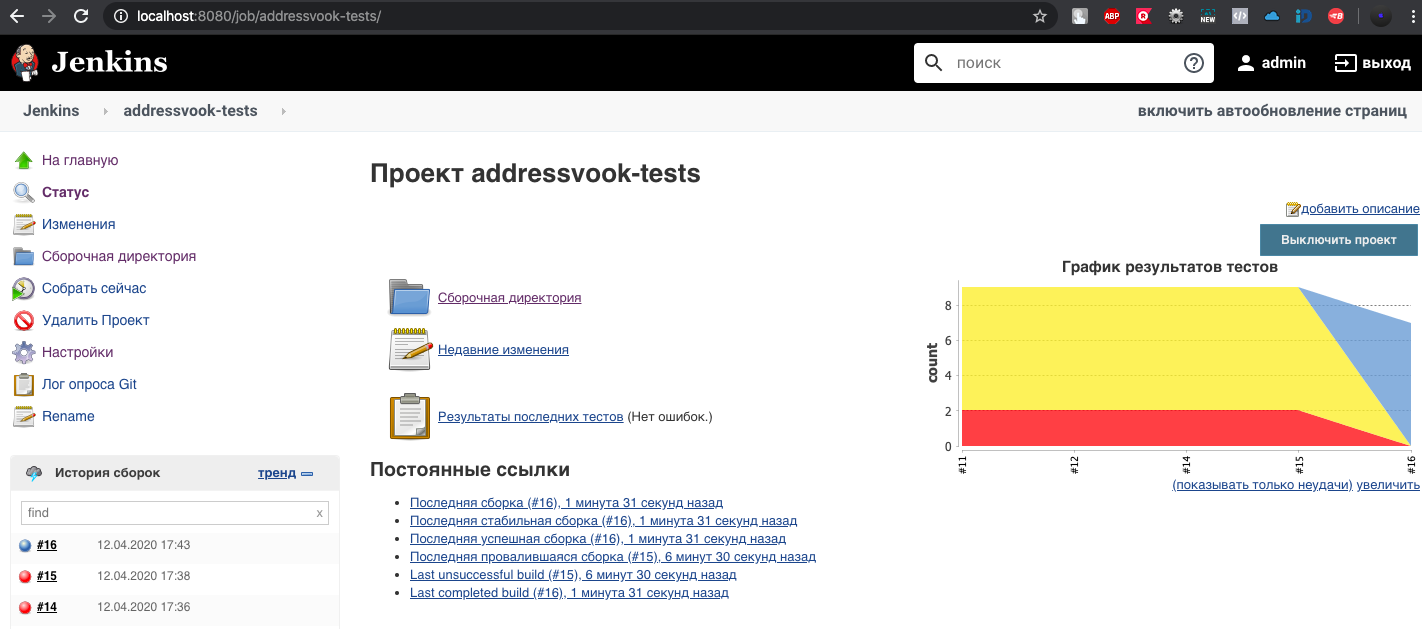 localhost:8080/job/addressvook-tests/
ABP
NEW
Jenkins
поиск
admin
выход
Jenkins
addressvook-tests
включить автообновление страниц
На главную
Статус
Изменения
Сборочная директория
Собрать сейчас
Удалить Проект
Настройки
Лог опроса Git
Rename
История сборок
тренд
find
x
#16 12.04.2020 17:43
#15 12.04.2020 17:38
#14 12.04.2020 17:36
Проект addressvook-tests
добавить описание
Выключить проект
Сборочная директория
Недавние изменения
Результаты последних тестов (Нет ошибок.)
Постоянные ссылки
Последняя сборка (#16), 1 минута 31 секунд назад
Последняя стабильная сборка (#16), 1 минута 31 секунд назад
Последняя успешная сборка (#16), 1 минута 31 секунд назад
Последняя провалившаяся сборка (#15), 6 минут 30 секунд назад
Last unsuccessful build (#15), 6 минут 30 секунд назад
Last completed build (#16), 1 минута 31 секунд назад
График результатов тестов
count
8
6
4
2
0
#11
#12
#14
#15
#16
(показывать только неудачи) увеличить